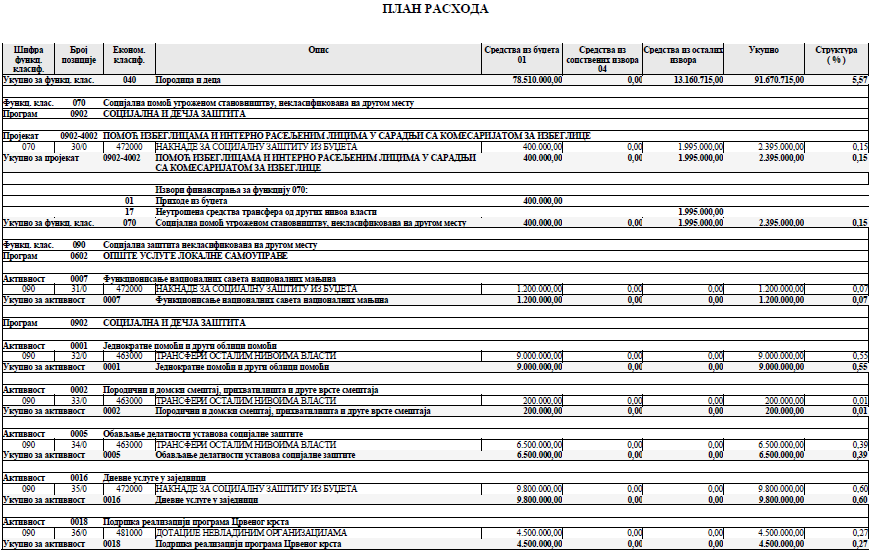 ПЛАН РАСХОДА
Шифра функц. класиф. Број позиције Економ. класиф. Опис Средства из буџета 01 Средства из сопствених извора 04 Средства из осталих извора Укупно Структура ( % )
Укупно за функц. клас. 040 Породица и деца 78.510.000,00 0,00 13.160.715,00 91.670.715,00 5,57
Функц. клас. 070 Социјална помоћ угроженом становништву, некласификована на другом месту
Програм 0902 СОЦИЈАЛНА И ДЕЧЈА ЗАШТИТА
Пројекат 0902-4002 ПОМОЋ ИЗБЕГЛИЦАМА И ИНТЕРНО РАСЕЉЕНИМ ЛИЦИМА У САРАДЊИ СА КОМЕСАРИЈАТОМ ЗА ИЗБЕГЛИЦЕ
070 30/0 472000 НАКНАДЕ ЗА СОЦИЈАЛНУ ЗАШТИТУ ИЗ БУЏЕТА 400.000,00 0,00 1.995.000,00 2.395.000,00 0,15
Укупно за пројекат 0902-4002 ПОМОЋ ИЗБЕГЛИЦАМА И ИНТЕРНО РАСЕЉЕНИМ ЛИЦИМА У САРАДЊИ 400.000,00 0,00 1.995.000,00 2.395.000,00 0,15
СА КОМЕСАРИЈАТОМ ЗА ИЗБЕГЛИЦЕ
Извори финансирања за функцију 070:
01 Приходе из буџета 400.000,00
17 Неутрошена средства трансфера од других нивоа власти 1.995.000,00
Укупно за функц. клас. 070 Социјална помоћ угроженом становништву, некласификована на другом месту 400.000,00 0,00 1.995.000,00 2.395.000,00 0,15
Функц. клас. 090 Социјална заштита некласификована на другом месту
Програм 0602 ОПШТЕ УСЛУГЕ ЛОКАЛНЕ САМОУПРАВЕ
Активност 0007 Функционисање националних савета националних мањина
090 31/0 472000 НАКНАДЕ ЗА СОЦИЈАЛНУ ЗАШТИТУ ИЗ БУЏЕТА 1.200.000,00 0,00 0,00 1.200.000,00 0,07
Укупно за активност 0007 Функционисање националних савета националних мањина 1.200.000,00 0,00 0,00 1.200.000,00 0,07
Програм 0902 СОЦИЈАЛНА И ДЕЧЈА ЗАШТИТА
Активност 0001 Једнократне помоћи и други облици помоћи
090 32/0 463000 ТРАНСФЕРИ ОСТАЛИМ НИВОИМА ВЛАСТИ 9.000.000,00 0,00 0,00 9.000.000,00 0,55
Укупно за активност 0001 Једнократне помоћи и други облици помоћи 9.000.000,00 0,00 0,00 9.000.000,00 0,55
Активност 0002 Породични и домски смештај, прихватилишта и друге врсте смештаја
090 33/0 463000 ТРАНСФЕРИ ОСТАЛИМ НИВОИМА ВЛАСТИ 200.000,00 0,00 0,00 200.000,00 0,01
Укупно за активност 0002 Породични и домски смештај, прихватилишта и друге врсте смештаја 200.000,00 0,00 0,00 200.000,00 0,01
Активност 0005 Обављање делатности установа социјалне заштите
090 34/0 463000 ТРАНСФЕРИ ОСТАЛИМ НИВОИМА ВЛАСТИ 6.500.000,00 0,00 0,00 6.500.000,00 0,39
Укупно за активност 0005 Обављање делатности установа социјалне заштите 6.500.000,00 0,00 0,00 6.500.000,00 0,39
Активност 0016 Дневне услуге у заједници
090 35/0 472000 НАКНАДЕ ЗА СОЦИЈАЛНУ ЗАШТИТУ ИЗ БУЏЕТА 9.800.000,00 0,00 0,00 9.800.000,00 0,60
Укупно за активност 0016 Дневне услуге у заједници 9.800.000,00 0,00 0,00 9.800.000,00 0,60
Активност 0018 Подршка реализацији програма Црвеног крста
090 36/0 481000 ДОТАЦИЈЕ НЕВЛАДИНИМ ОРГАНИЗАЦИЈАМА 4.500.000,00 0,00 0,00 4.500.000,00 0,27
Укупно за активност 0018 Подршка реализацији програма Црвеног крста 4.500.000,00 0,00 0,00 4.500.000,00 0,27